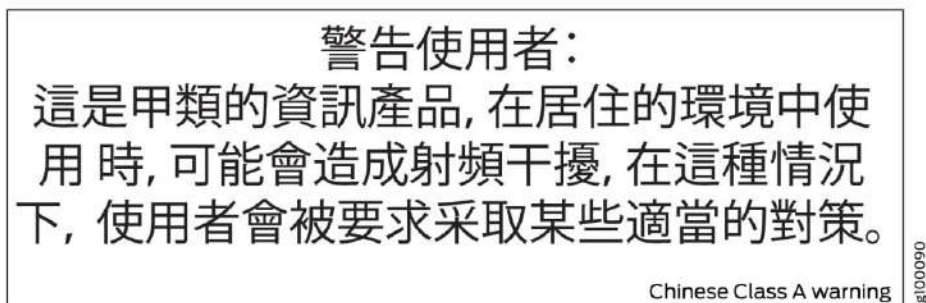 警告使用者：
這是甲類的資訊產品, 在居住的環境中使
用 時, 可能會造成射頻干擾, 在這種情況
下, 使用者會被要求采取某些適當的對策。
Chinese Class A warning
g100090